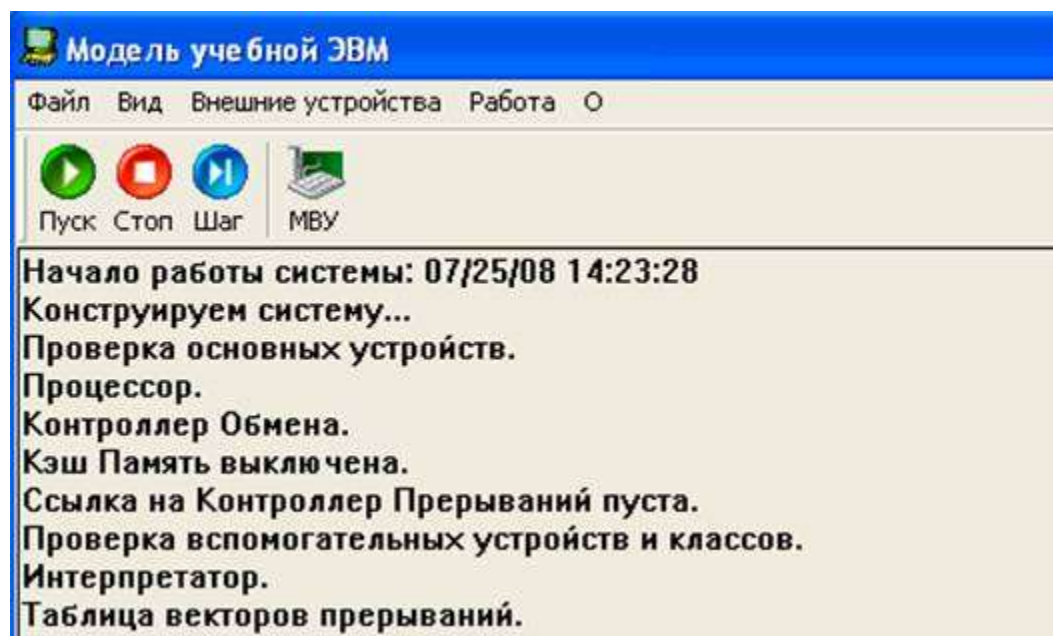 Модель учебной ЭВМ
Файл Вид Внешние устройства Работа О
Пуск Стоп Шаг МВУ
Начало работы системы: 07/25/08 14:23:28
Конструируем систему...
Проверка основных устройств.
Процессор.
Контроллер Обмена.
Кэш Память выключена.
Ссылка на Контроллер Прерываний пуста.
Проверка вспомогательных устройств и классов.
Интерпретатор.
Таблица векторов прерываний.